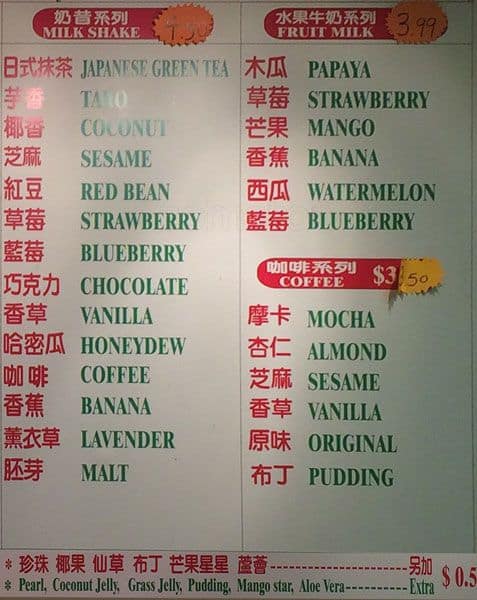 奶昔系列
MILK SHAKE 4.50
日式抹茶 JAPANESE GREEN TEA
芋香 TARO
椰香 COCONUT
芝麻 SESAME
紅豆 RED BEAN
草莓 STRAWBERRY
藍莓 BLUEBERRY
巧克力 CHOCOLATE
香草 VANILLA
哈密瓜 HONEYDEW
咖啡 COFFEE
香蕉 BANANA
薰衣草 LAVENDER
胚芽 MALT
水果牛奶系列
FRUIT MILK 3.99
木瓜 PAPAYA
草莓 STRAWBERRY
芒果 MANGO
香蕉 BANANA
西瓜 WATERMELON
藍莓 BLUEBERRY
咖啡系列
COFFEE $3.50
摩卡 MOCHA
杏仁 ALMOND
芝麻 SESAME
香草 VANILLA
原味 ORIGINAL
布丁 PUDDING
* 珍珠 椰果 仙草 布丁 芒果星星 蘆薈--------------------另加
* Pearl, Coconut Jelly, Grass Jelly, Pudding, Mango star, Aloe Vera------------Extra $ 0.5